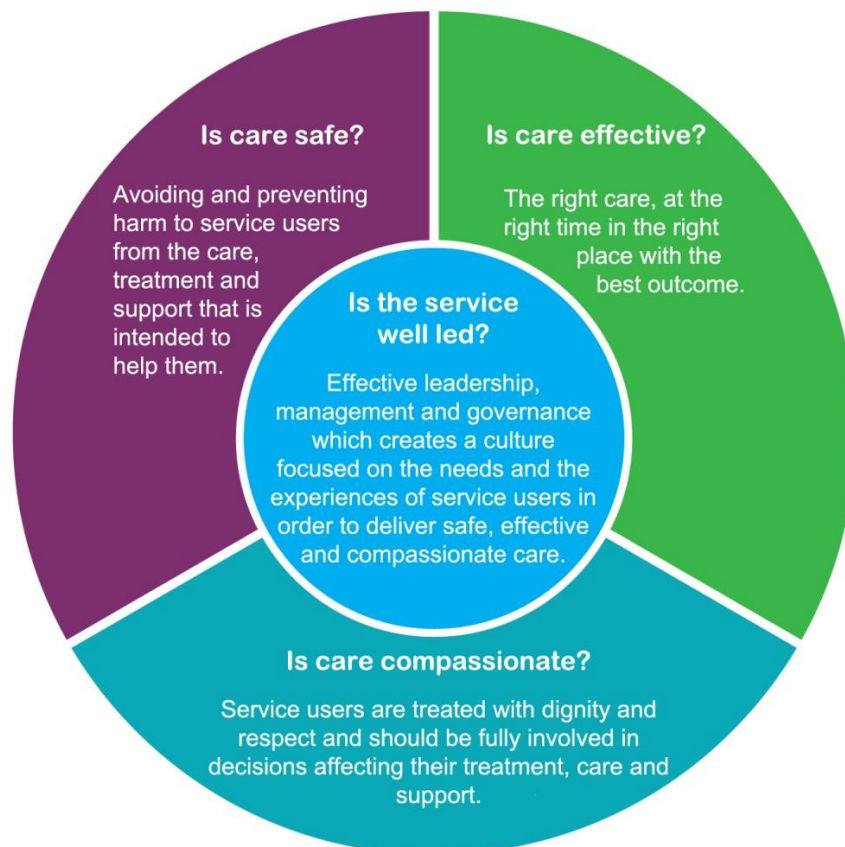 Is care safe?
Avoiding and preventing
harm to service users
from the care,
treatment and
support that is
intended to
help them.
Is care effective?
The right care, at the
right time in the right
place with the
best outcome.
Is the service
well led?
Effective leadership,
management and governance
which creates a culture
focused on the needs and the
experiences of service users in
order to deliver safe, effective
and compassionate care.
Is care compassionate?
Service users are treated with dignity and
respect and should be fully involved in
decisions affecting their treatment, care and
support.